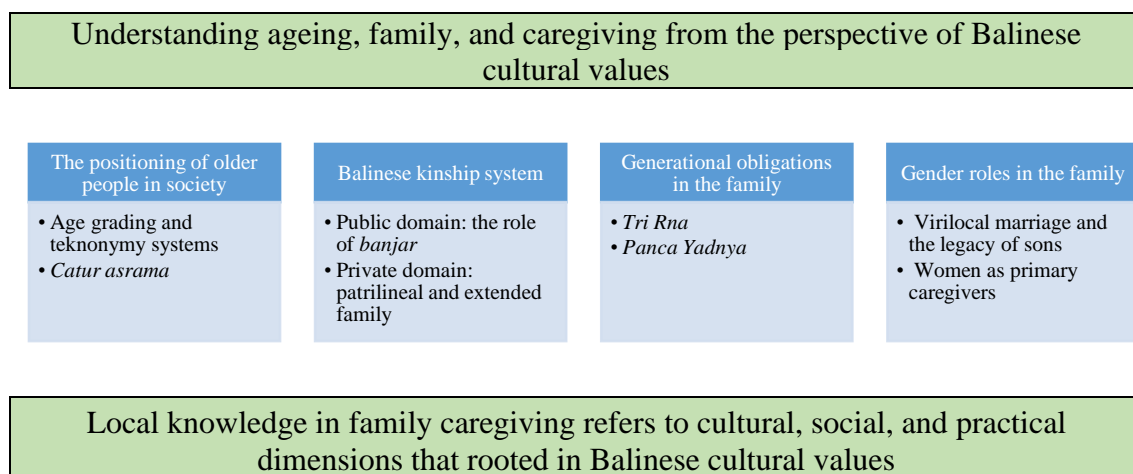 Understanding ageing, family, and caregiving from the perspective of Balinese
cultural values
The positioning of older
people in society
• Age grading and
teknonymy systems
• Catur asrama
Balinese kinship system
• Public domain: the role
of banjar
• Private domain:
patrilineal and extended
family
Generational obligations
in the family
• Tri Rna
• Panca Yadnya
Gender roles in the family
• Virilocal marriage and
the legacy of sons
• Women as primary
caregivers
Local knowledge in family caregiving refers to cultural, social, and practical
dimensions that rooted in Balinese cultural values